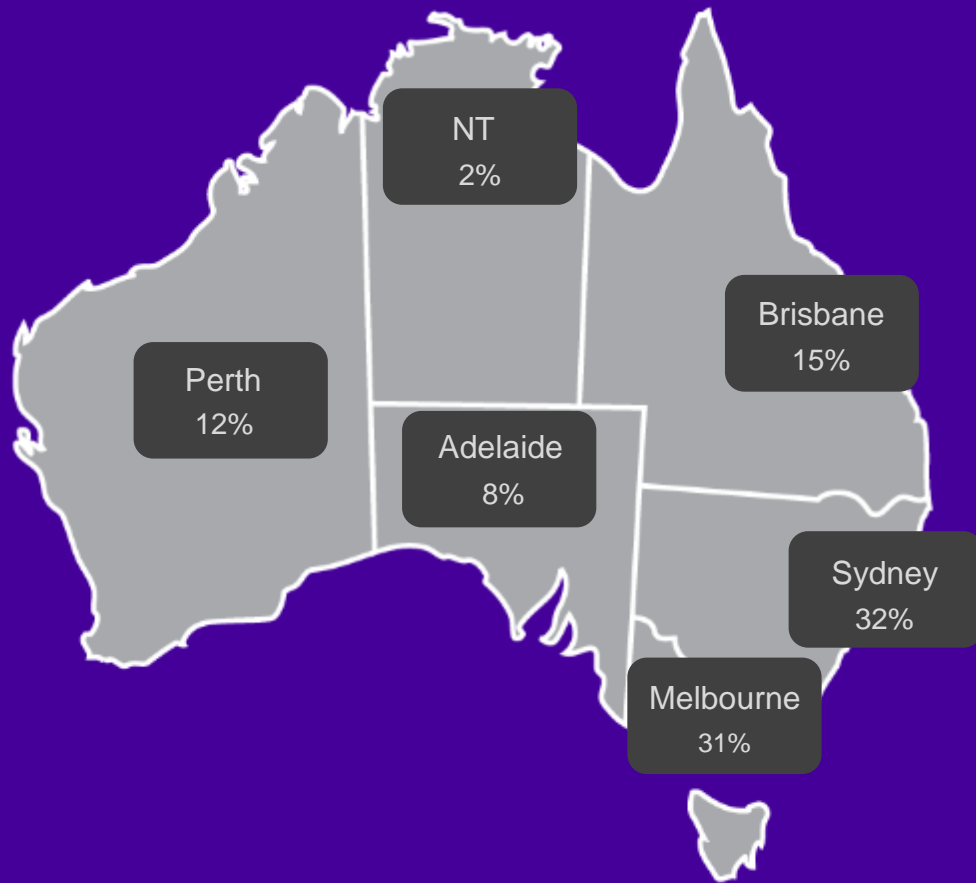 NT
2%
Brisbane
15%
Perth
12%
Adelaide
8%
Sydney
32%
Melbourne
31%